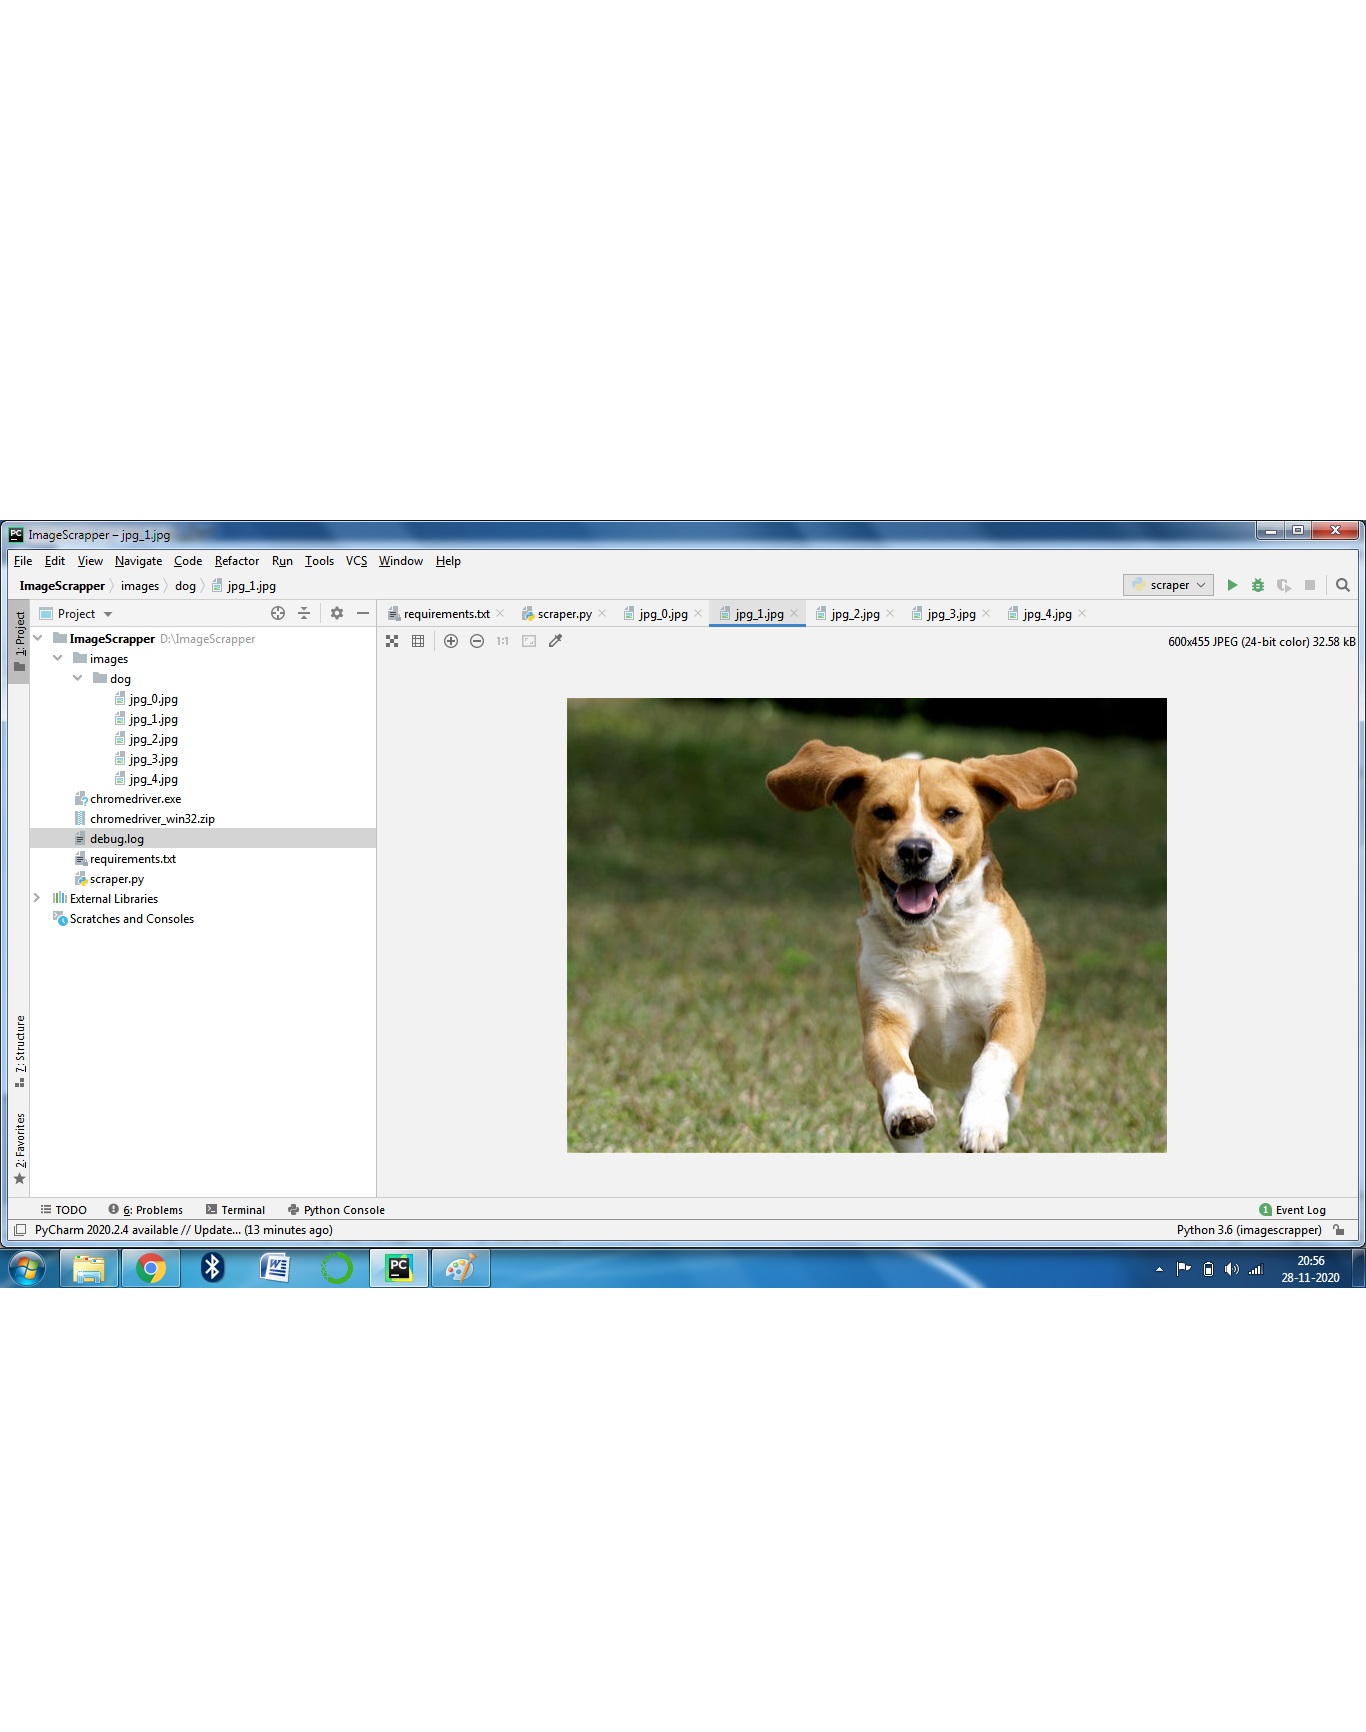 ImageScrapper – jpg_1.jpg
File Edit View Navigate Code Refactor Run Tools VCS Window Help
ImageScrapper images dog jpg_1.jpg scraper
1: Project
Project requirements.txt scraper.py jpg_0.jpg jpg_1.jpg jpg_2.jpg jpg_3.jpg jpg_4.jpg
ImageScrapper D:\ImageScrapper 1:1 600x455 JPEG (24-bit color) 32.58 kB
images
dog
jpg_0.jpg
jpg_1.jpg
jpg_2.jpg
jpg_3.jpg
jpg_4.jpg
chromedriver.exe
chromedriver_win32.zip
debug.log
requirements.txt
scraper.py
External Libraries
Scratches and Consoles
7: Structure
2: Favorites
TODO 6: Problems Terminal Python Console 1 Event Log
PyCharm 2020.2.4 available // Update... (13 minutes ago) Python 3.6 (imagescrapper)
PC
20:56
28-11-2020